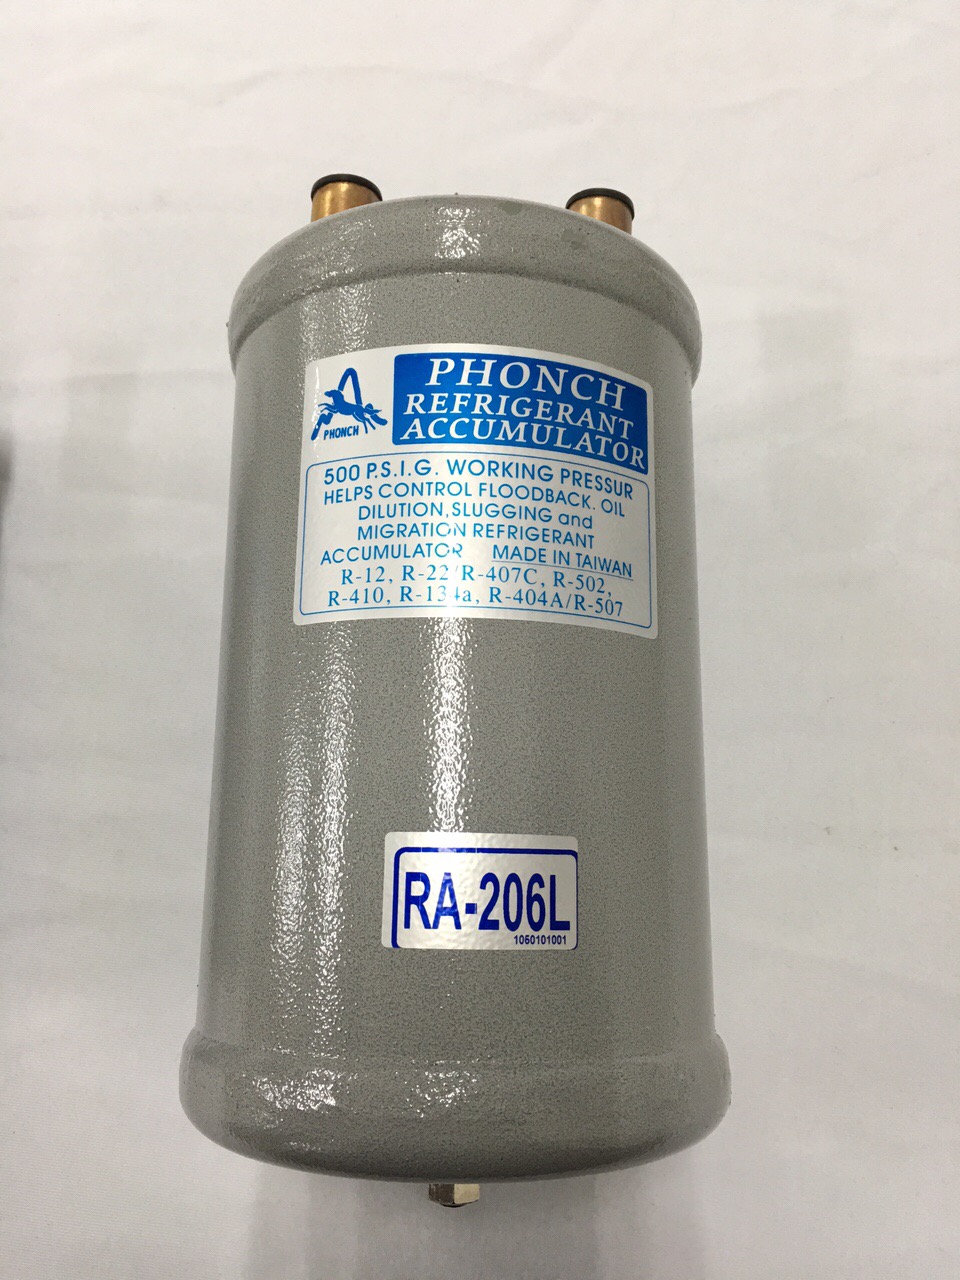 PHONCH
PHONCH
REFRIGERANT
ACCUMULATOR
500 P.S.I.G. WORKING PRESSUR
HELPS CONTROL FLOODBACK. OIL
DILUTION,SLUGGING and
MIGRATION REFRIGERANT
ACCUMULATOR MADE IN TAIWAN
R-12, R-22/R-407C, R-502,
R-410, R-134a, R-404A/R-507
RA-206L
1050101001